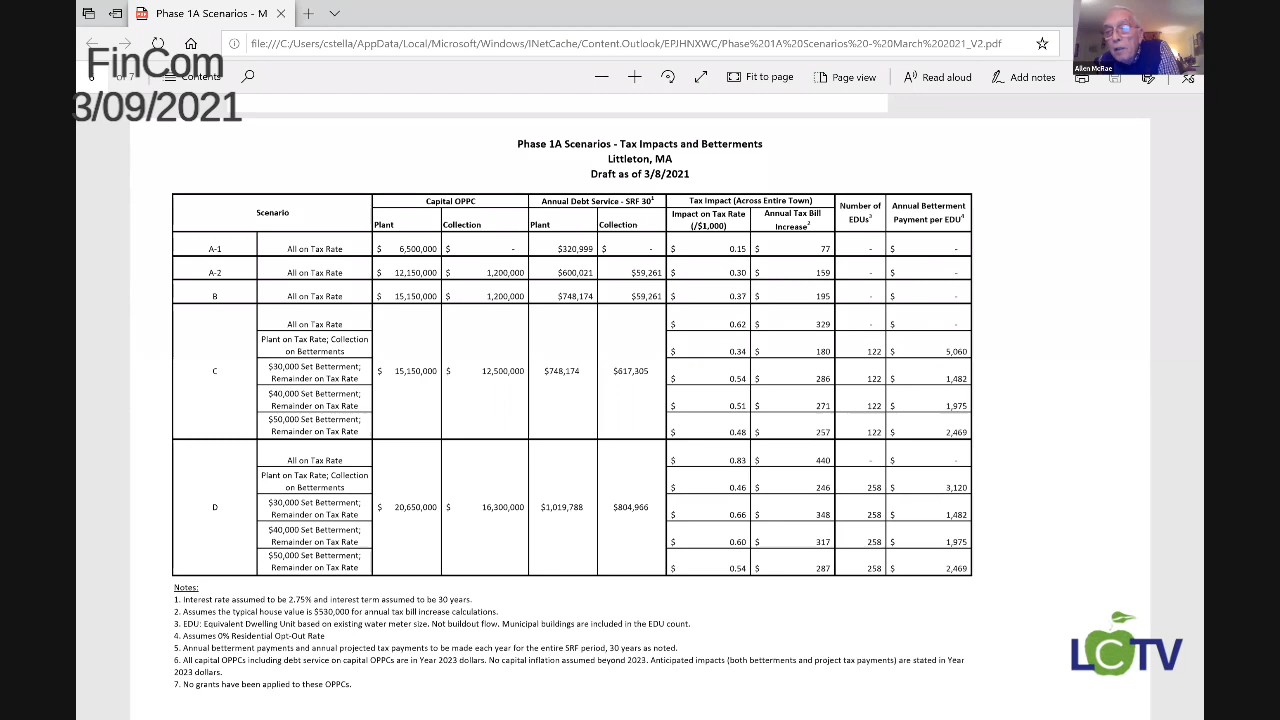 Phase 1A Scenarios - M
file:///C:/Users/cstella/AppData/Local/Microsoft/Windows/INetCache/Content.Outlook/EPJHNXWC/Phase%201A%20
%20-%20March%202021_V2.pdf
Allen McRae
FinCom
3/09/2021
of 7
Contents
Fit to page
Page view
Read aloud
Add notes
Phase 1A Scenarios - Tax Impacts and Betterments
Littleton, MA
Draft as of 3/8/2021
Scenario Capital OPPC Annual Debt Service - SRF 30¹ Tax Impact (Across Entire Town) Number of EDUs³ Annual Betterment Payment per EDU⁴
Plant Collection Plant Collection Impact on Tax Rate (/$1,000) Annual Tax Bill Increase²
A-1 All on Tax Rate $ 6,500,000 $ - $320,999 $ - $ 0.15 $ 77 - $ -
A-2 All on Tax Rate $ 12,150,000 $ 1,200,000 $600,021 $59,261 $ 0.30 $ 159 - $ -
B All on Tax Rate $ 15,150,000 $ 1,200,000 $748,174 $59,261 $ 0.37 $ 195 - $ -
All on Tax Rate $ 0.62 $ 329 - $ -
Plant on Tax Rate; Collection on Betterments $ 0.34 $ 180 122 $ 5,060
C $30,000 Set Betterment; Remainder on Tax Rate $ 15,150,000 $ 12,500,000 $748,174 $617,305 $ 0.54 $ 286 122 $ 1,482
$40,000 Set Betterment; Remainder on Tax Rate $ 0.51 $ 271 122 $ 1,975
$50,000 Set Betterment; Remainder on Tax Rate $ 0.48 $ 257 122 $ 2,469
All on Tax Rate $ 0.83 $ 440 - $ -
Plant on Tax Rate; Collection on Betterments $ 0.46 $ 246 258 $ 3,120
D $30,000 Set Betterment; Remainder on Tax Rate $ 20,650,000 $ 16,300,000 $1,019,788 $804,966 $ 0.66 $ 348 258 $ 1,482
$40,000 Set Betterment; Remainder on Tax Rate $ 0.60 $ 317 258 $ 1,975
$50,000 Set Betterment; Remainder on Tax Rate $ 0.54 $ 287 258 $ 2,469
Notes:
1. Interest rate assumed to be 2.75% and interest term assumed to be 30 years.
2. Assumes the typical house value is $530,000 for annual tax bill increase calculations.
3. EDU: Equivalent Dwelling Unit based on existing water meters used. Not buildout flow. Municipal buildings are included in the EDU count.
4. Assumes 0% Residential Opt-Out Rate
5. Annual betterment payments and annual projected tax payments are made each year for the entire SRF period, 30 years as noted.
6. All capital OPPCs including debt service on capital OPPCs are in Year 2023 dollars. No capital inflation assumed beyond 2023. Anticipated impacts (both betterments and project tax payments) are stated in Year
2023 dollars.
7. No grants have been applied to these OPPCs.
LCTV